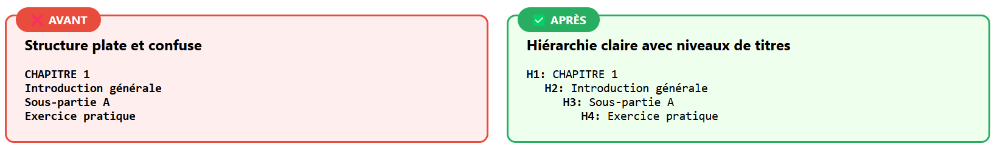 ❌ AVANT
Structure plate et confuse
CHAPITRE 1
Introduction générale
Sous-partie A
Exercice pratique
✅ APRÈS
Hiérarchie claire avec niveaux de titres
H1: CHAPITRE 1
H2: Introduction générale
H3: Sous-partie A
H4: Exercice pratique